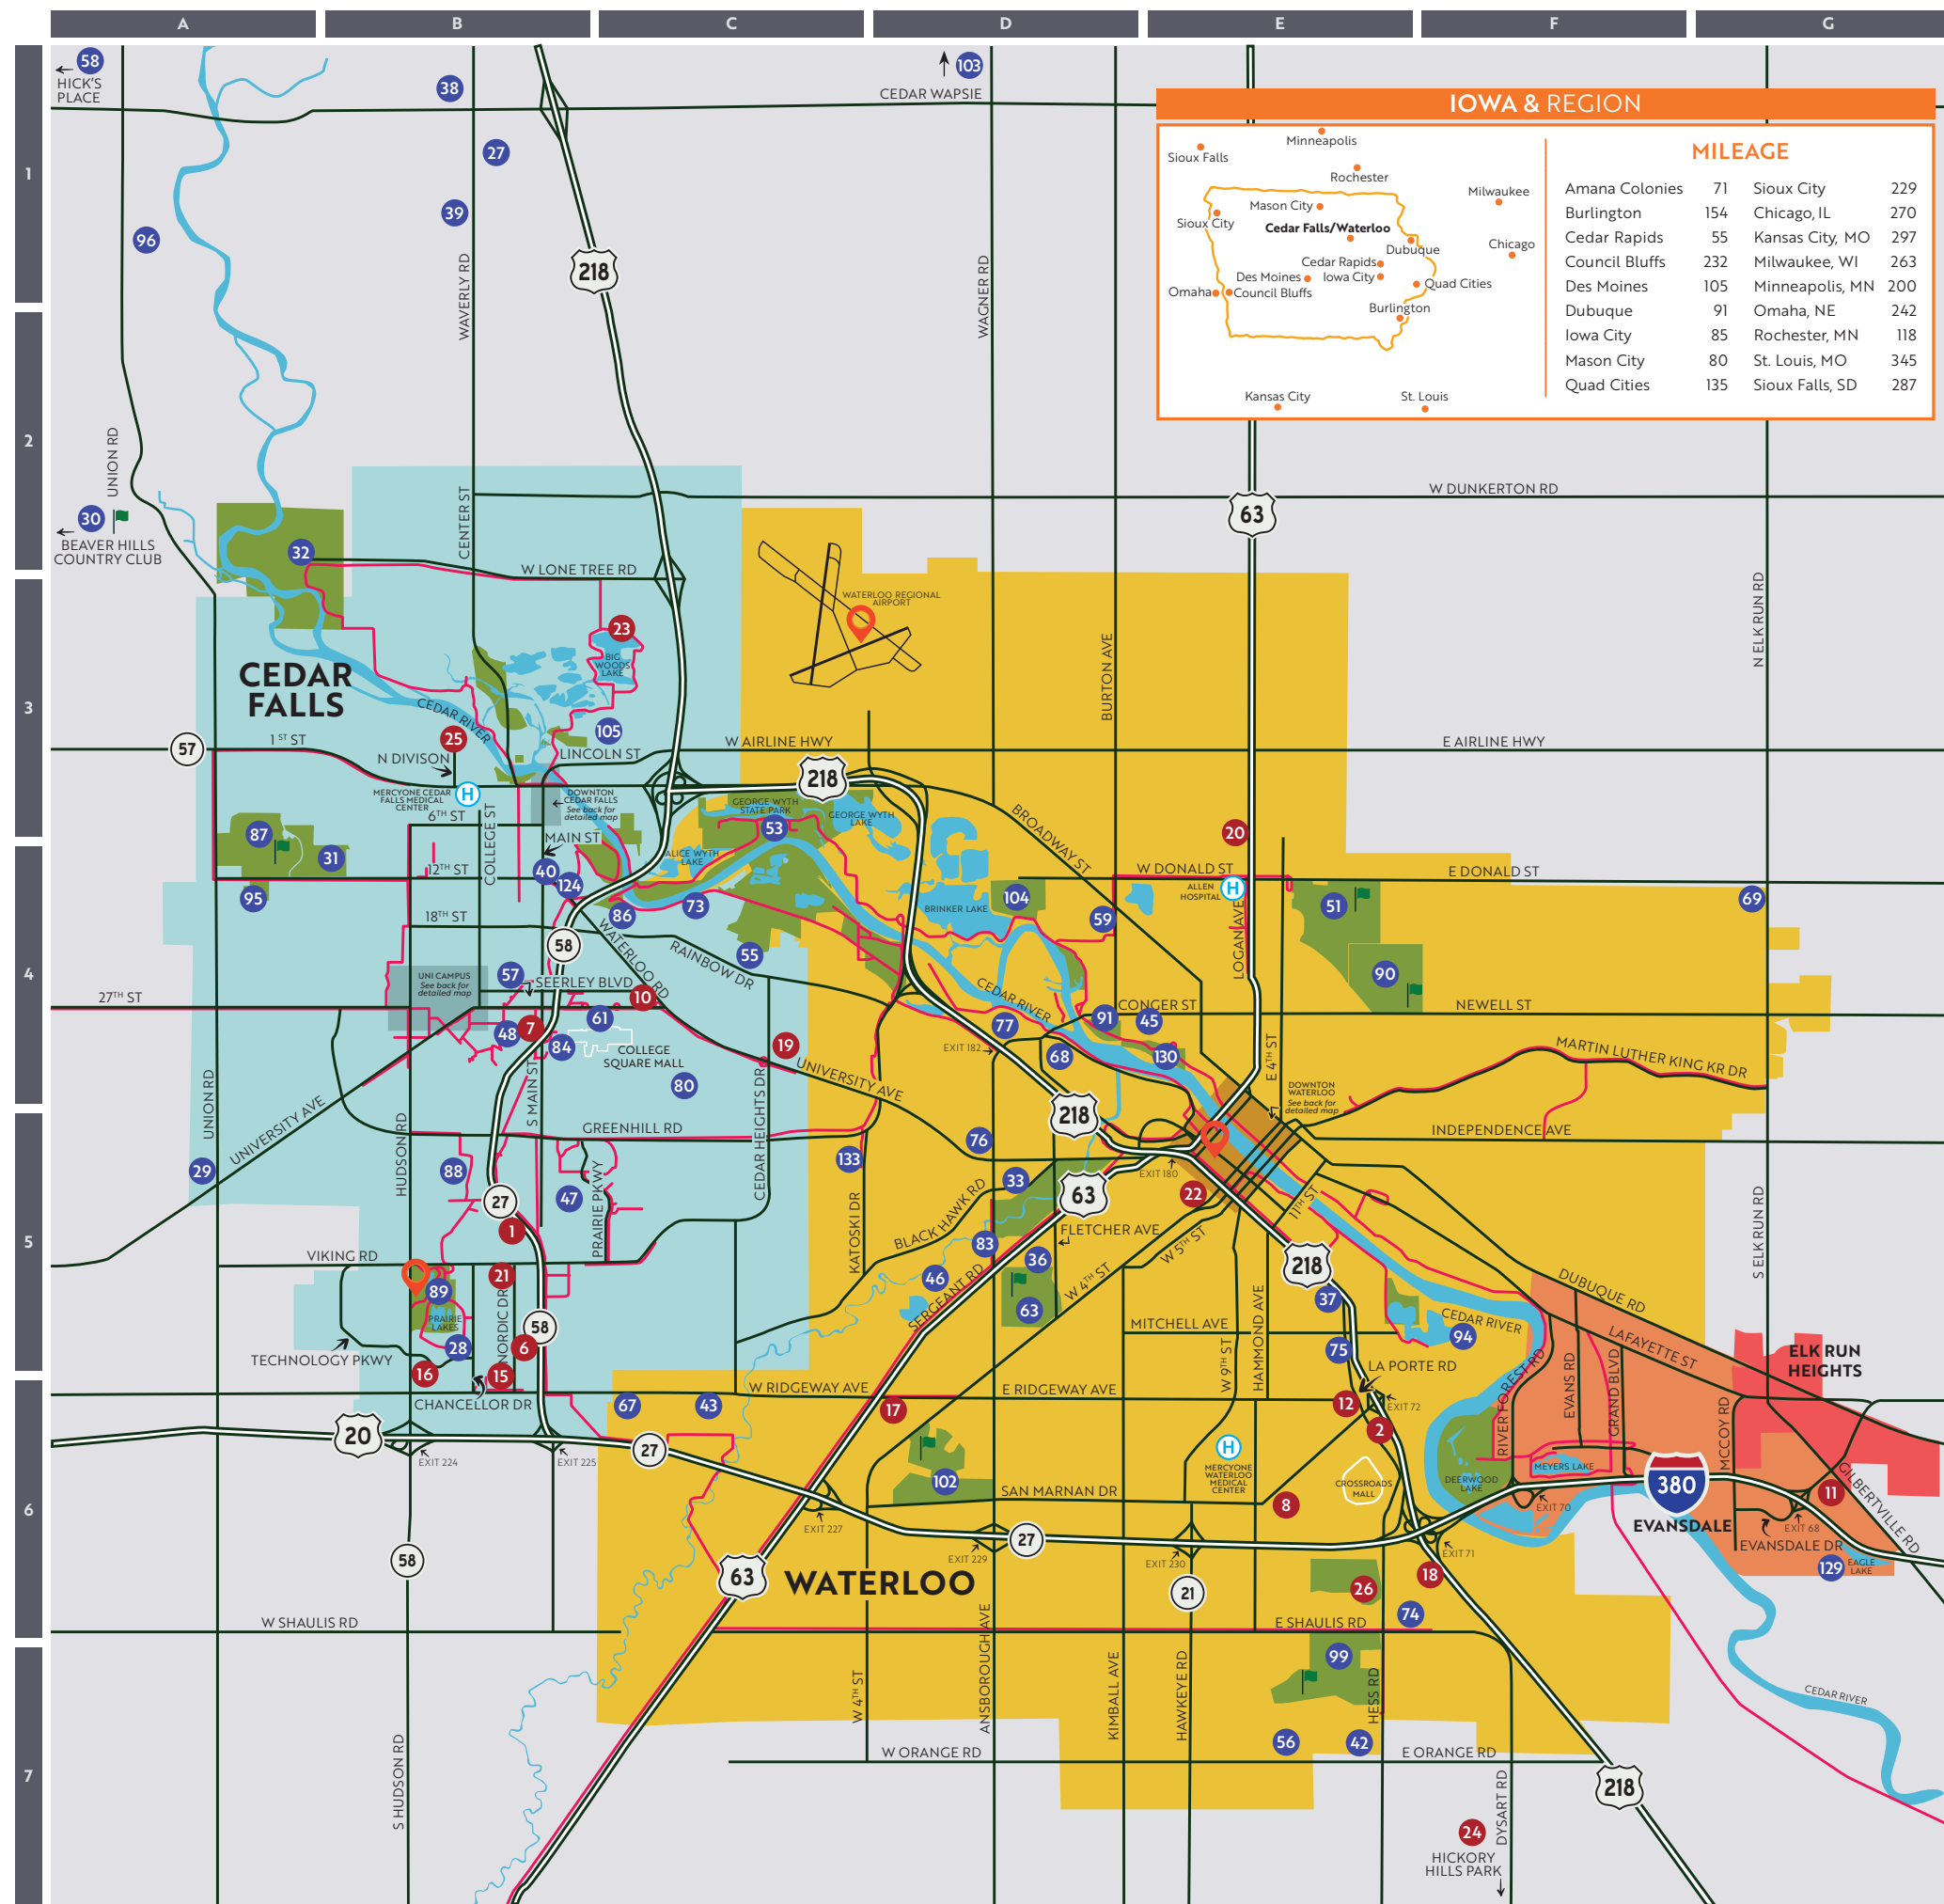 A
B
C
D
E
F
G
1
2
3
4
5
6
7
58
HICK'S
PLACE
38
103
CEDAR WAPSIE
27
39
96
218
WAVERLY RD
WAGNER RD
UNION RD
IOWA & REGION
Minneapolis
Sioux Falls
Rochester
Milwaukee
Mason City
Sioux City
Cedar Falls/Waterloo
Dubuque
Chicago
Cedar Rapids
Des Moines
Iowa City
Quad Cities
Omaha
Council Bluffs
Burlington
Kansas City
St. Louis
MILEAGE
Amana Colonies 71 Sioux City 229
Burlington 154 Chicago, IL 270
Cedar Rapids 55 Kansas City, MO 297
Council Bluffs 232 Milwaukee, WI 263
Des Moines 105 Minneapolis, MN 200
Dubuque 91 Omaha, NE 242
Iowa City 85 Rochester, MN 118
Mason City 80 St. Louis, MO 345
Quad Cities 135 Sioux Falls, SD 287
30
BEAVER HILLS
COUNTRY CLUB
32
CENTER ST
W LONE TREE RD
W DUNKERTON RD
63
WATERLOO REGIONAL
AIRPORT
N ELK RUN RD
BURTON AVE
23
BIG
WOODS
LAKE
CEDAR
FALLS
CEDAR RIVER
105
57
1ST ST
25
N DIVISON
LINCOLN ST
W AIRLINE HWY
E AIRLINE HWY
218
MERCYONE CEDAR
FALLS MEDICAL
CENTER
H
6TH ST
COLLEGE ST
DOWNTON
CEDAR FALLS
See back for
detailed map
MAIN ST
GEORGE WYTH
STATE PARK
53
GEORGE WYTH
LAKE
ALICE WYTH
LAKE
BROADWAY ST
20
87
31
95
12TH ST
40
124
18TH ST
86
73
58
WATERLOO RD
RAINBOW DR
55
BRINKER LAKE
104
59
W DONALD ST
E DONALD ST
ALLEN
HOSPITAL
H
LOGAN AVE
51
69
90
UNI CAMPUS
See back for
detailed map
57
SEERLEY BLVD
10
27TH ST
48
7
61
84
COLLEGE
SQUARE MALL
80
19
UNIVERSITY AVE
CEDAR RIVER
77
EXIT 182
68
91
CONGER ST
45
130
NEWELL ST
E 4TH ST
MARTIN LUTHER KING KR DR
DOWNTON
WATERLOO
See back for
detailed map
INDEPENDENCE AVE
218
UNION RD
UNIVERSITY AVE
HUDSON RD
S MAIN ST
GREENHILL RD
CEDAR HEIGHTS DR
29
88
47
27
1
PRAIRIE PKWY
133
KATOSKI DR
76
33
BLACK HAWK RD
63
EXIT 180
22
11TH ST
FLETCHER AVE
W 5TH ST
83
36
46
SERGEANT RD
63
W 4TH ST
218
37
S ELK RUN RD
VIKING RD
89
PRAIRIE
LAKES
21
NORDIC DR
58
28
6
TECHNOLOGY PKWY
16
15
CHANCELLOR DR
MITCHELL AVE
W 9TH ST
HAMMOND AVE
75
LA PORTE RD
CEDAR RIVER
94
DUBUQUE RD
LAFAYETTE ST
RIVER FOREST RD
EVANS RD
GRAND BLVD
ELK RUN
HEIGHTS
W RIDGEWAY AVE
E RIDGEWAY AVE
67
43
17
12
EXIT 72
2
20
EXIT 224
EXIT 225
27
102
H
MERCYONE
WATERLOO
MEDICAL
CENTER
CROSSROADS
MALL
DEERWOOD
LAKE
MEYERS LAKE
MCCOY RD
380
EVANSDALE
11
GILBERTVILLE RD
SAN MARNAN DR
8
EXIT 227
EXIT 229
27
EXIT 230
EXIT 70
EXIT 71
EXIT 68
EVANSDALE DR
129
EAGLE
LAKE
58
63
WATERLOO
21
26
18
74
W SHAULIS RD
E SHAULIS RD
99
S HUDSON RD
W 4TH ST
ANSBOROUGH AVE
KIMBALL AVE
HAWKEYE RD
HESS RD
56
42
W ORANGE RD
E ORANGE RD
CEDAR RIVER
218
DYSART RD
24
HICKORY
HILLS PARK